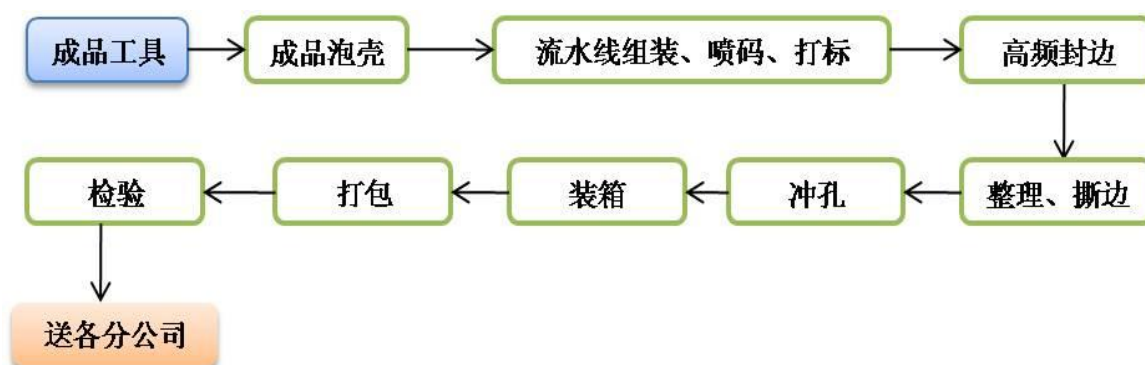 成品工具
成品泡壳
流水线组装、喷码、打标
高频封边
整理、撕边
冲孔
装箱
打包
检验
送各分公司